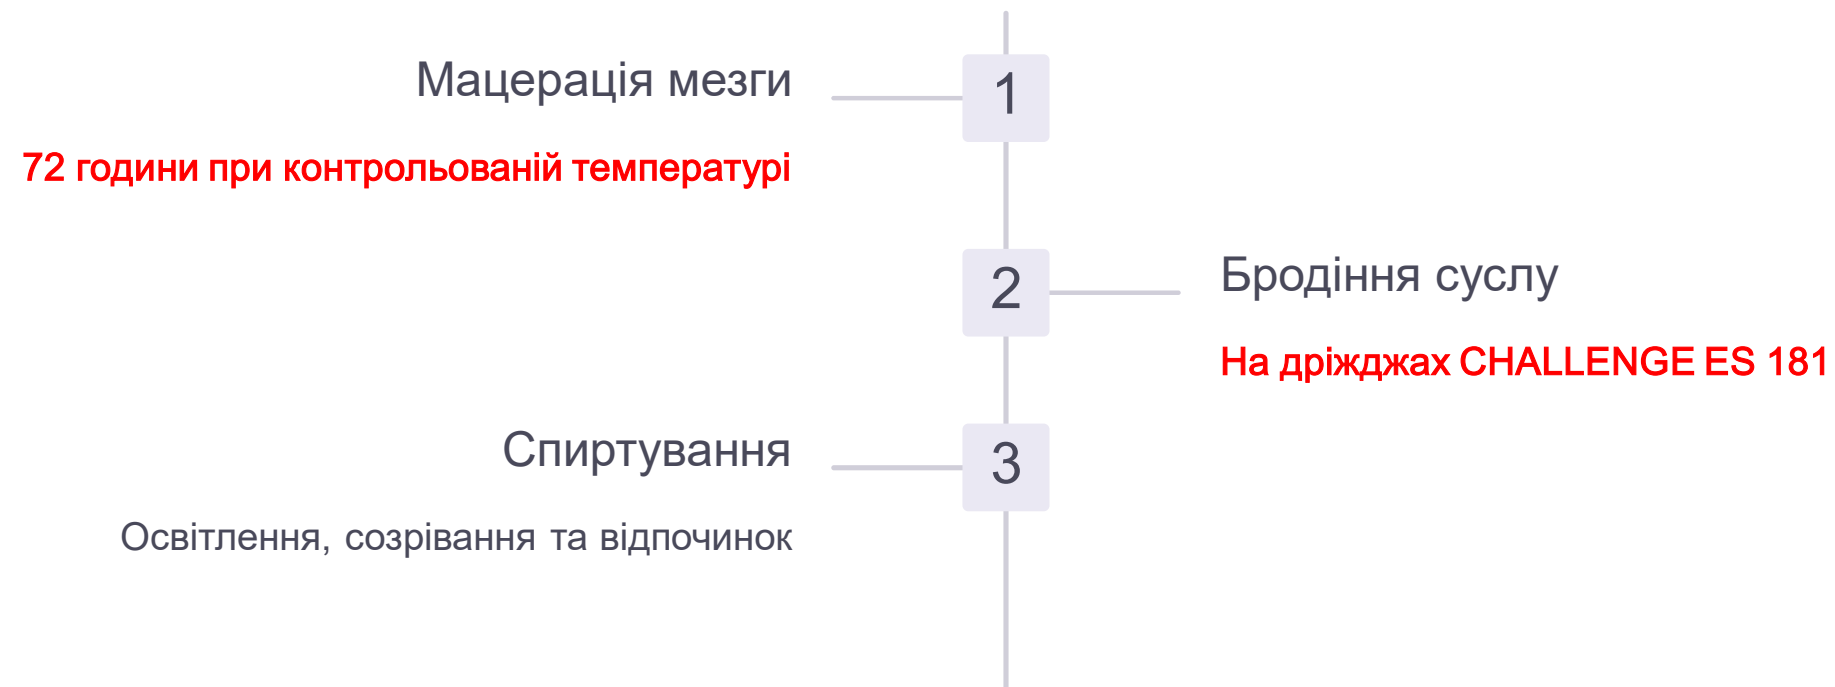 Мацерація мезги
1
72 години при контрольованій температурі
2
Бродіння суслу
На дріжджах CHALLENGE ES 181
Спиртування
3
Освітлення, созрівання та відпочинок